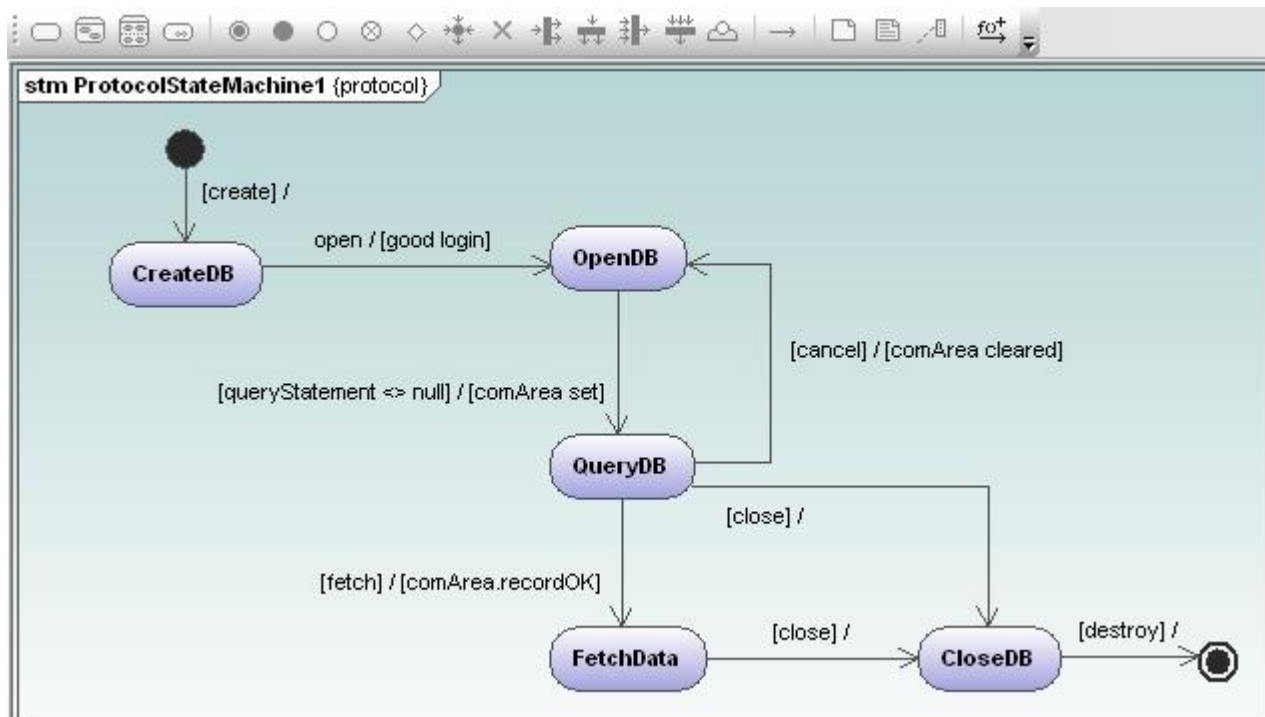 fo+
stm ProtocolStateMachine1 {protocol}
[create] /
open / [good login]
CreateDB
OpenDB
[cancel] / [comArea cleared]
[queryStatement <> null] / [comArea set]
QueryDB
[close] /
[fetch] / [comArea.recordOK]
[close] /
[destroy] /
FetchData
CloseDB